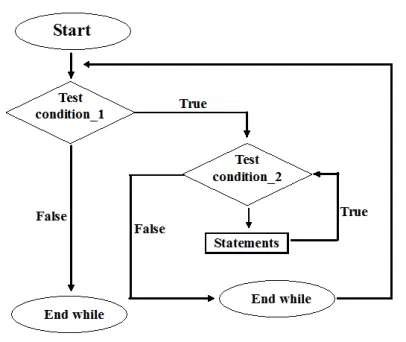 Start
Test
condition_1
True
Test
condition_2
False
False
True
Statements
End while
End while